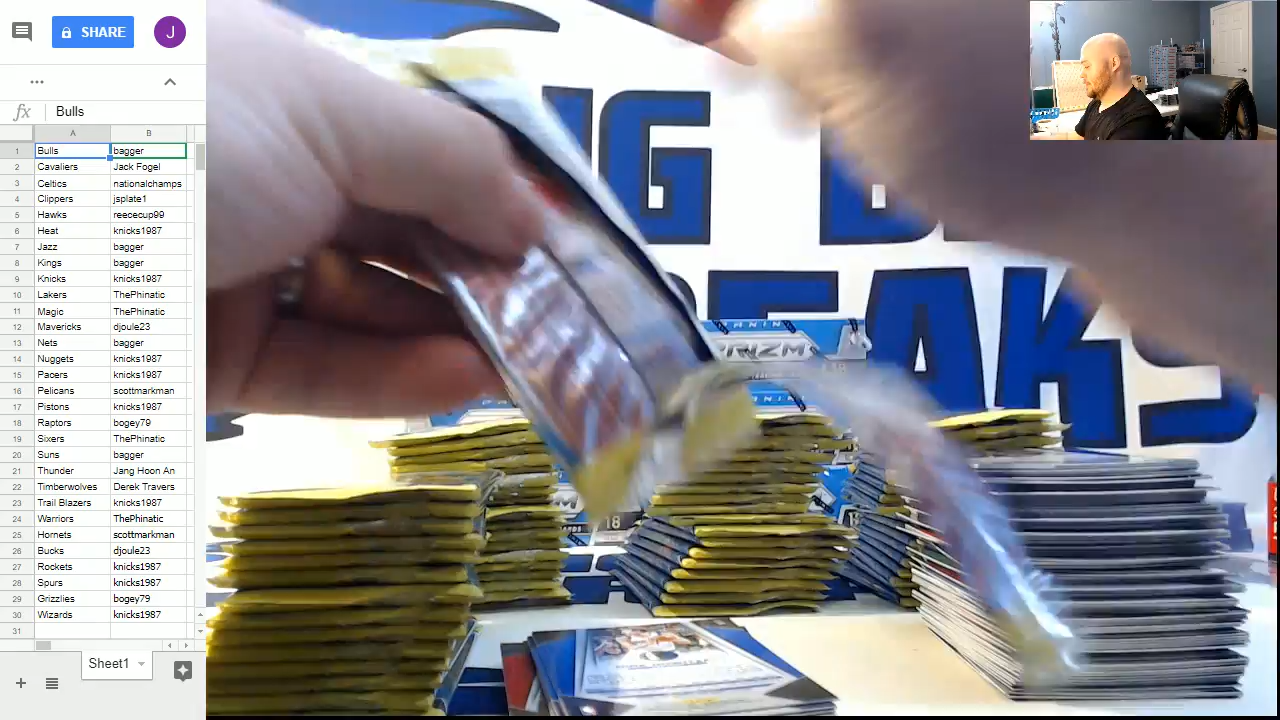 SHARE
J
...
fx Bulls
A B
1 Bulls bagger
2 Cavaliers Jack Fogel
3 Celtics nationalchamps
4 Clippers jsplate1
5 Hawks reececup99
6 Heat knicks1987
7 Jazz bagger
8 Kings bagger
9 Knicks knicks1987
10 Lakers ThePhinatic
11 Magic ThePhinatic
12 Mavericks djoule23
13 Nets bagger
14 Nuggets knicks1987
15 Pacers knicks1987
16 Pelicans scottmarkman
17 Pistons knicks1987
18 Raptors bogey79
19 Sixers ThePhinatic
20 Suns bagger
21 Thunder Jang Hoon An
22 Timberwolves Derek Travers
23 Trail Blazers knicks1987
24 Warriors ThePhinatic
25 Hornets scottmarkman
26 Bucks djoule23
27 Rockets knicks1987
28 Spurs knicks1987
29 Grizzlies bogey79
30 Wizards knicks1987
31
Sheet1
PANINI
PRIZM
PANINI
18